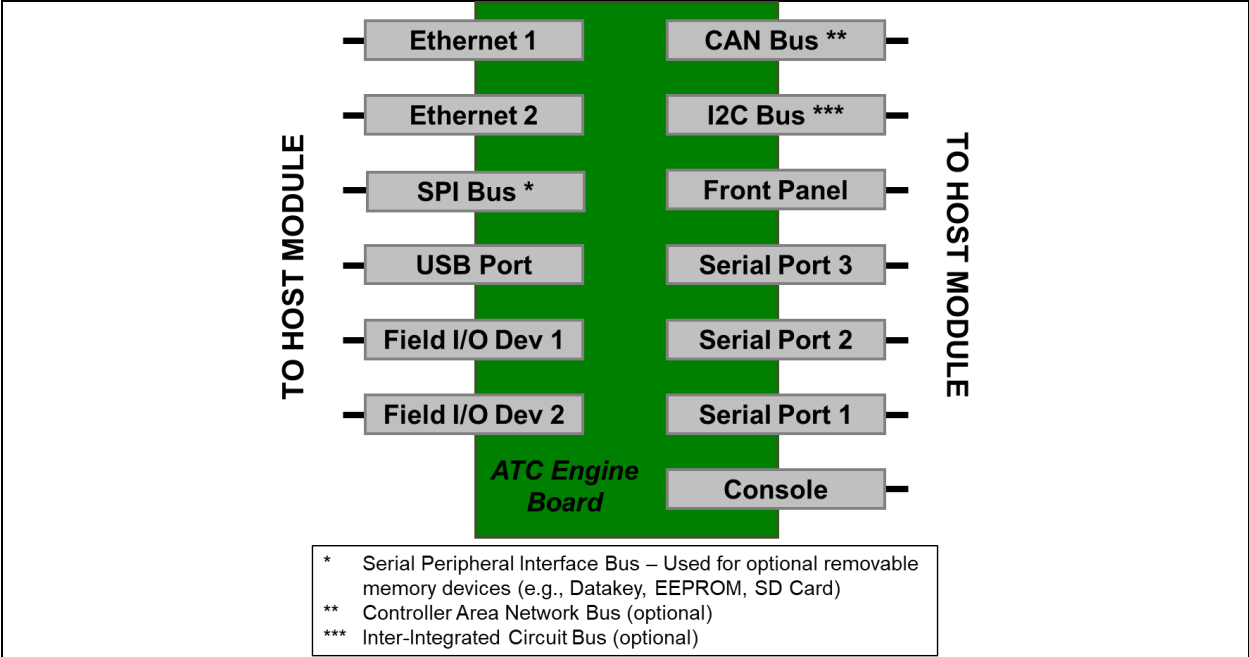 TO HOST MODULE
Ethernet 1
Ethernet 2
SPI Bus *
USB Port
Field I/O Dev 1
Field I/O Dev 2
CAN Bus **
I2C Bus ***
Front Panel
Serial Port 3
Serial Port 2
Serial Port 1
Console
TO HOST MODULE
ATC Engine
Board
* Serial Peripheral Interface Bus – Used for optional removable
memory devices (e.g., Datakey, EEPROM, SD Card)
** Controller Area Network Bus (optional)
*** Inter-Integrated Circuit Bus (optional)